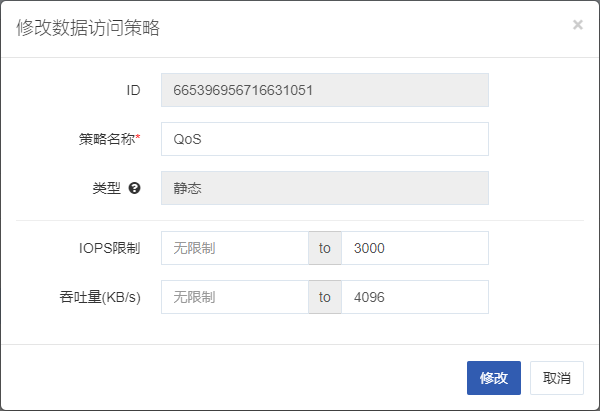 修改数据访问策略 ×
ID 665396956716631051
策略名称* QoS
类型 静态
IOPS限制 无限制 to 3000
吞吐量(KB/s) 无限制 to 4096
修改 取消